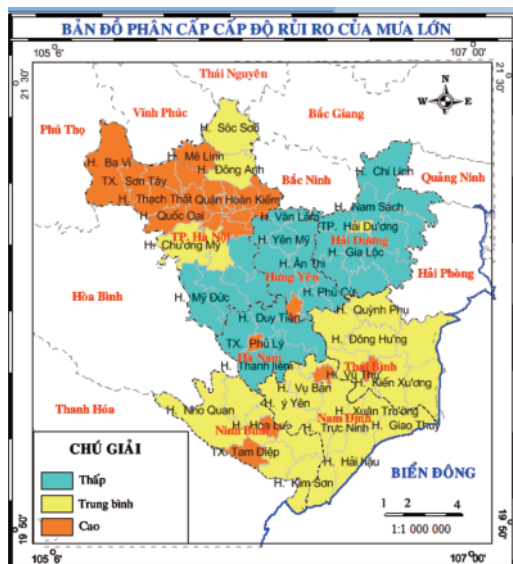 BẢN ĐỒ PHÂN CẤP CẤP ĐỘ RỦI RO CỦA MƯA LỚN
105°6'
107°00'
21°30'
21°30'
Thái Nguyên
N
W E
S
Vĩnh Phúc
Bắc Giang
Phú Thọ
H. Sóc Sơn
H. Mê Linh
H. Ba Vì
H. Đông Anh
H. Chí Linh
TX. Sơn Tây
Bắc Ninh
Quảng Ninh
H. Thạch Thất
Quận Hoàn Kiếm
H. Nam Sách
H. Quốc Oai
H. Văn Lâm
TP. Hải Dương
TP. Hà Nội
H. Yên Mỹ
Hải Dương
H. Chương Mỹ
H. Gia Lộc
H. Ân Thi
Hưng Yên
Hải Phòng
Hòa Bình
H. Mỹ Đức
H. Phù Cừ
H. Quỳnh Phụ
H. Duy Tiên
H. Đông Hưng
TX. Phủ Lý
Hà Nam
Thái Bình
H. Thanh liêm
H. Vũ Thư
H. Kiến Xương
H. Vụ Bản
Thanh Hóa
H. Nho Quan
H. ý Yên
H. Xuân Trường
Nam Định
H. Hoa Lư
H. Trực Ninh
H. Giao Thuỷ
Ninh Bình
TX. Tam Điệp
H. Hải hậu
BIỂN ĐÔNG
H. Kim Sơn
CHÚ GIẢI
Thấp
Trung bình
Cao
1 2 4
1:1 000 000
19°50'
19°50'
105°6'
107°00'